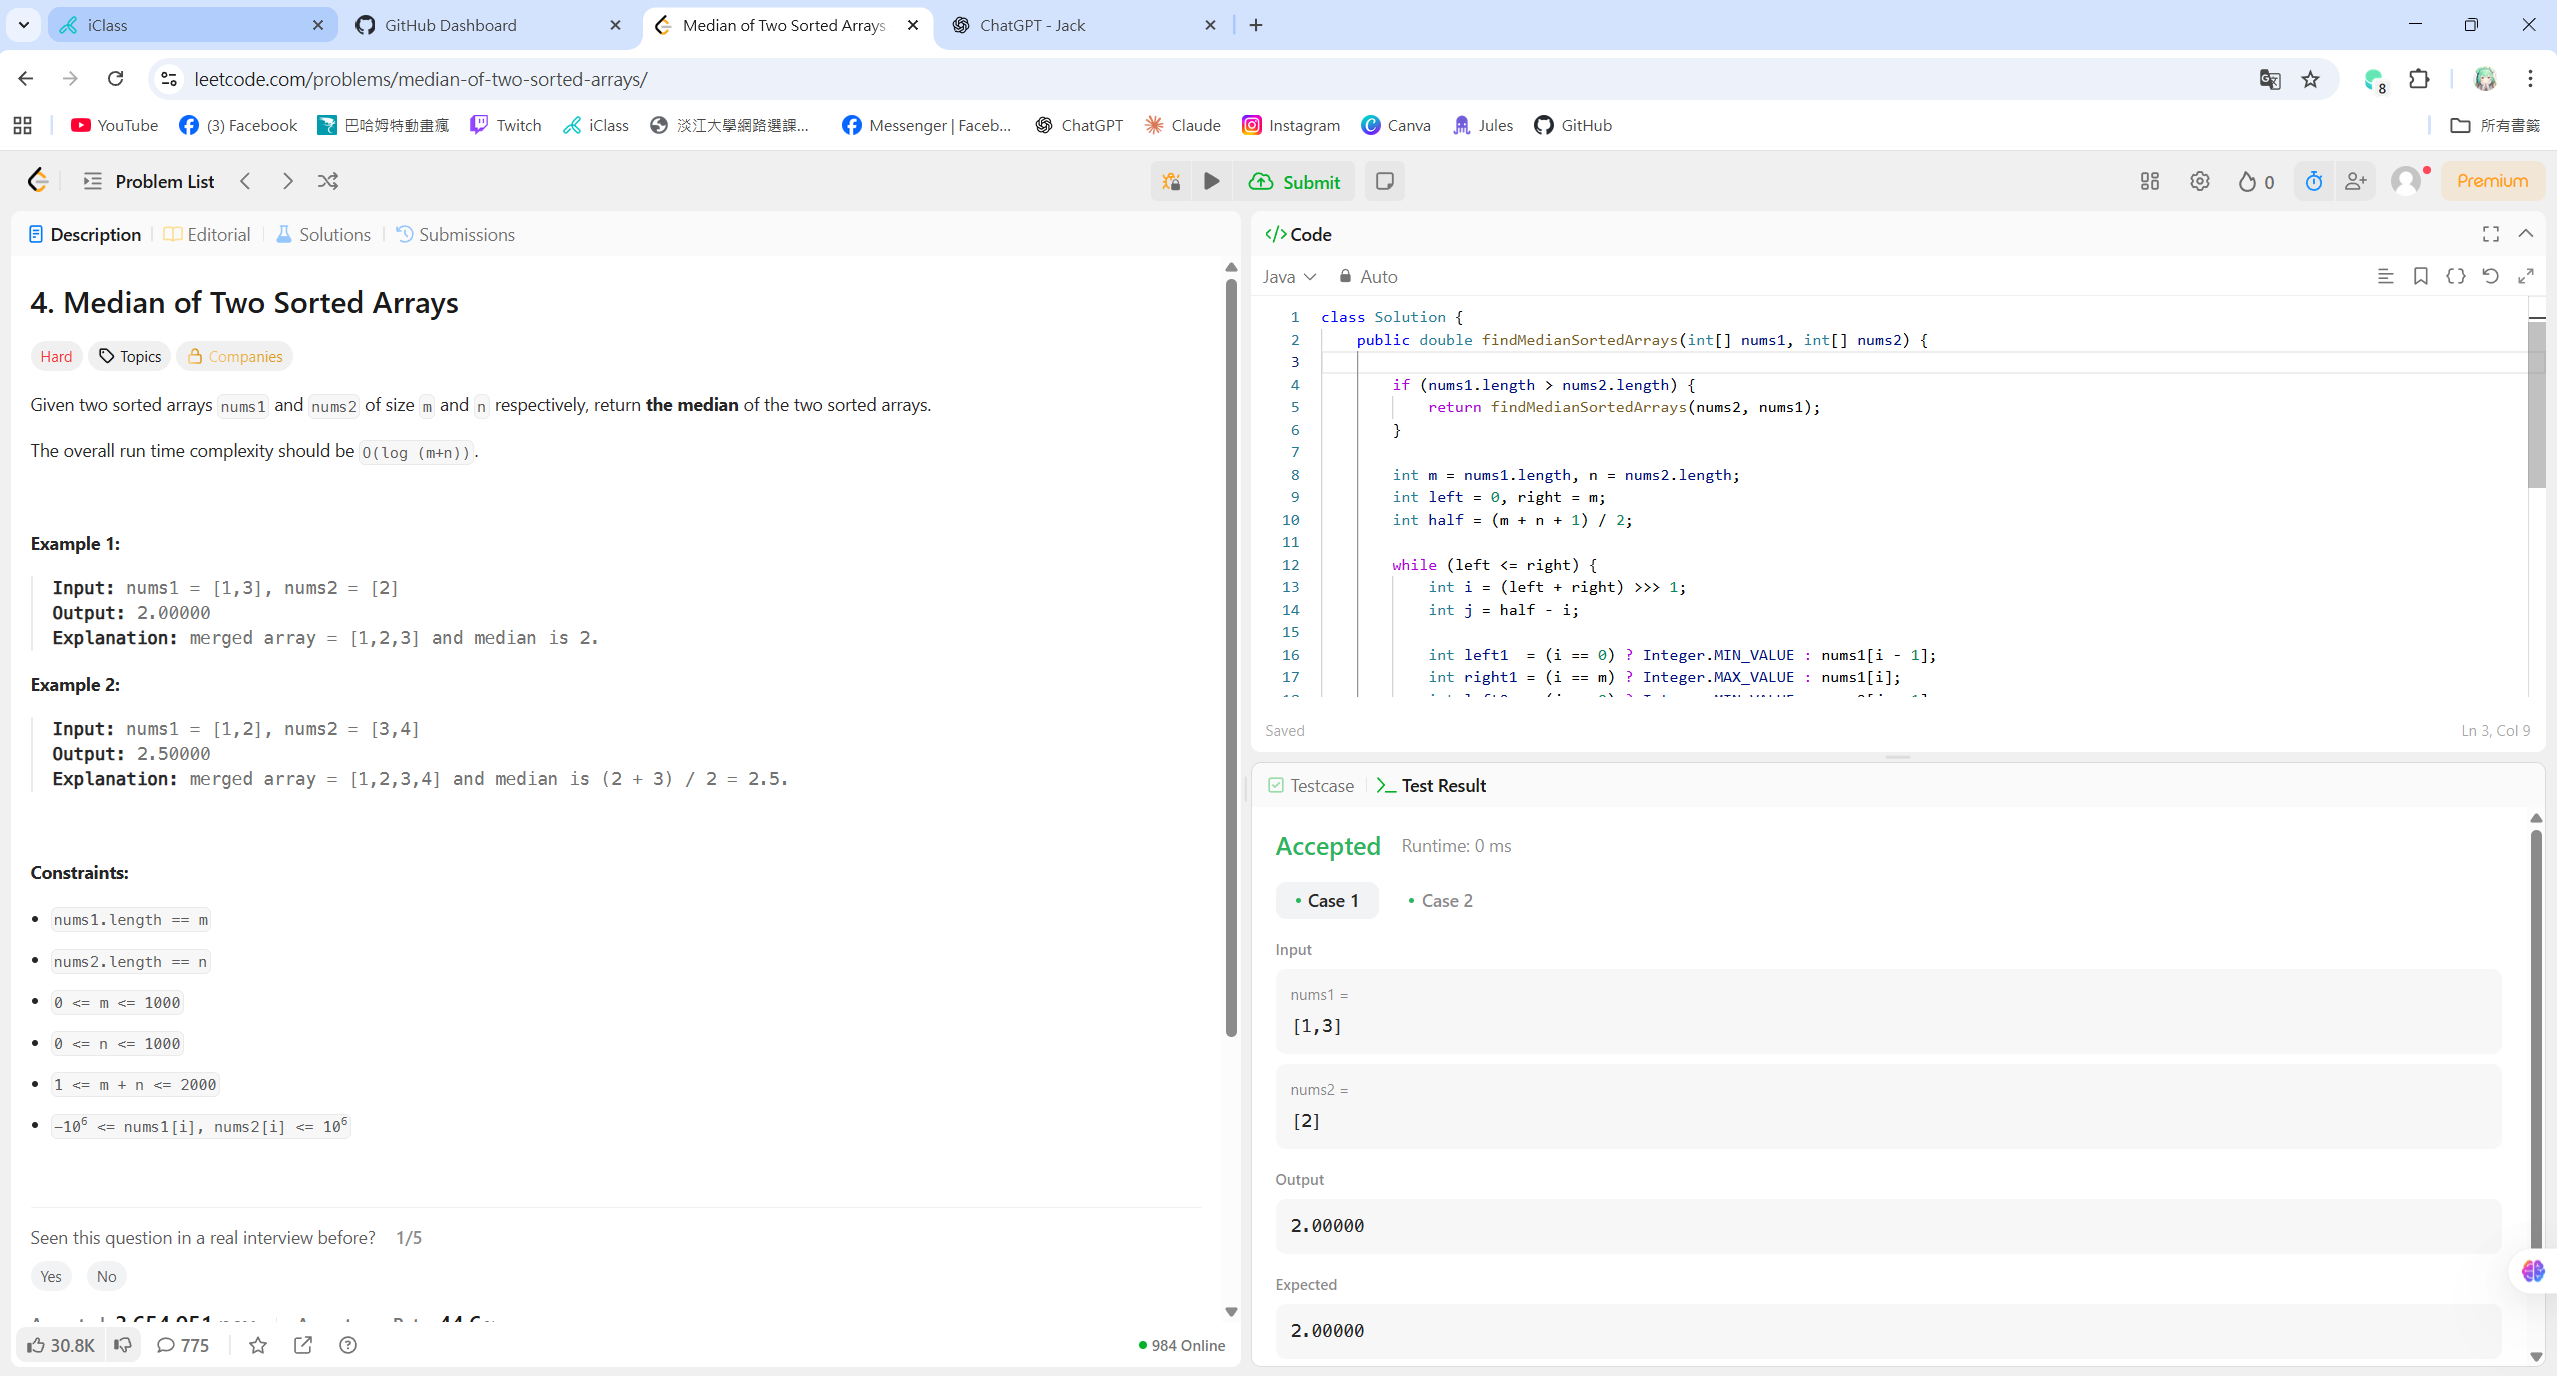 iClass
GitHub Dashboard
Median of Two Sorted Arrays
ChatGPT - Jack
leetcode.com/problems/median-of-two-sorted-arrays/
8
YouTube
(3) Facebook
巴哈姆特動畫瘋
Twitch
iClass
淡江大學網路選課...
Messenger | Faceb...
ChatGPT
Claude
Instagram
Canva
Jules
GitHub
所有書籤
Problem List
Submit
0
Premium
Description
Editorial
Solutions
Submissions
4. Median of Two Sorted Arrays
Hard
Topics
Companies
Given two sorted arrays nums1 and nums2 of size m and n respectively, return the median of the two sorted arrays.
The overall run time complexity should be O(log (m+n)).
Example 1:
Input: nums1 = [1,3], nums2 = [2]
Output: 2.00000
Explanation: merged array = [1,2,3] and median is 2.
Example 2:
Input: nums1 = [1,2], nums2 = [3,4]
Output: 2.50000
Explanation: merged array = [1,2,3,4] and median is (2 + 3) / 2 = 2.5.
Constraints:
• nums1.length == m
• nums2.length == n
• 0 <= m <= 1000
• 0 <= n <= 1000
• 1 <= m + n <= 2000
• -10⁶ <= nums1[i], nums2[i] <= 10⁶
Seen this question in a real interview before? 1/5
Yes
No
30.8K
775
984 Online
</> Code
Java
Auto
1 class Solution {
2 public double findMedianSortedArrays(int[] nums1, int[] nums2) {
3
4 if (nums1.length > nums2.length) {
5 return findMedianSortedArrays(nums2, nums1);
6 }
7
8 int m = nums1.length, n = nums2.length;
9 int left = 0, right = m;
10 int half = (m + n + 1) / 2;
11
12 while (left <= right) {
13 int i = (left + right) >>> 1;
14 int j = half - i;
15
16 int left1  = (i == 0) ? Integer.MIN_VALUE : nums1[i - 1];
17 int right1 = (i == m) ? Integer.MAX_VALUE : nums1[i];
Saved
Ln 3, Col 9
Testcase
Test Result
Accepted
Runtime: 0 ms
• Case 1
• Case 2
Input
nums1 =
[1,3]
nums2 =
[2]
Output
2.00000
Expected
2.00000